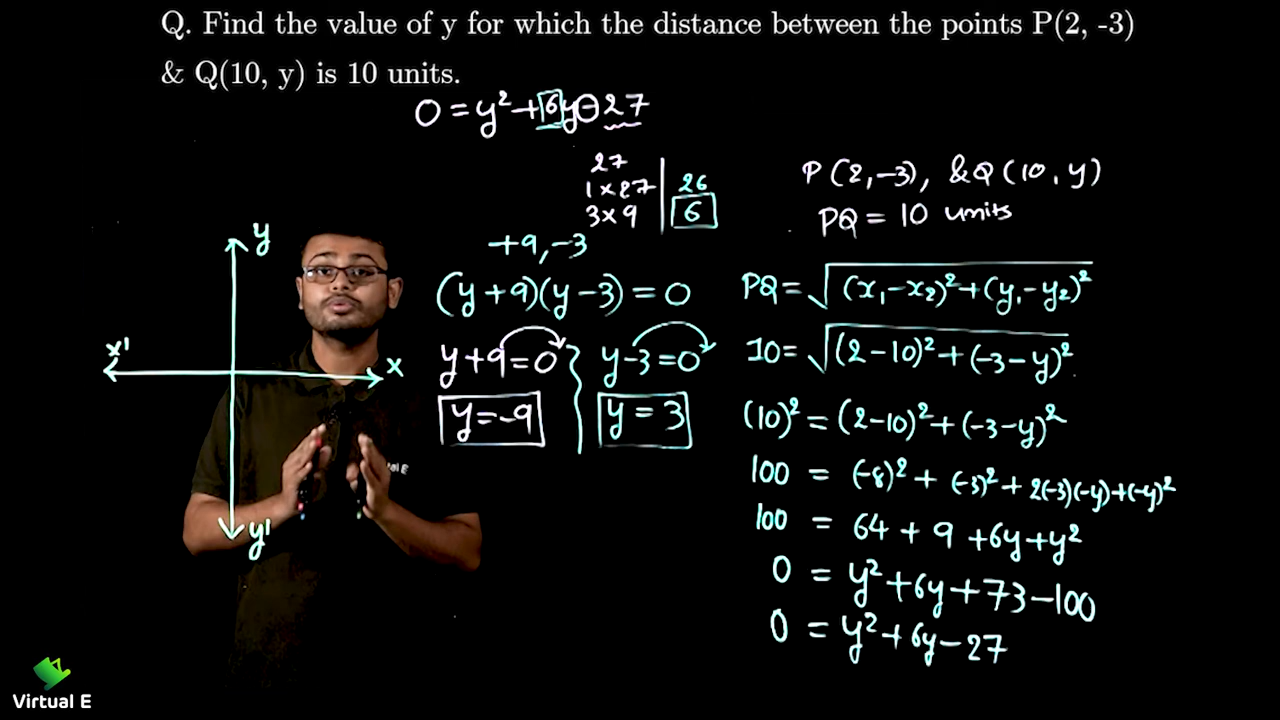 Q. Find the value of y for which the distance between the points P(2, -3)
& Q(10, y) is 10 units.
0 = y² + 6y - 27
27
1 × 27 | 26
3 × 9 | 6
+9, -3
(y + 9)(y - 3) = 0
y + 9 = 0 } y - 3 = 0
y = -9 } y = 3
P (2, -3), & Q (10, y)
PQ = 10 units
PQ = √(x₁ - x₂)² + (y₁ - y₂)²
10 = √(2 - 10)² + (-3 - y)²
(10)² = (2 - 10)² + (-3 - y)²
100 = (-8)² + (-3)² + 2(-3)(-y) + (-y)²
100 = 64 + 9 + 6y + y²
0 = y² + 6y + 73 - 100
0 = y² + 6y - 27
y
x'
x
y'
Virtual E